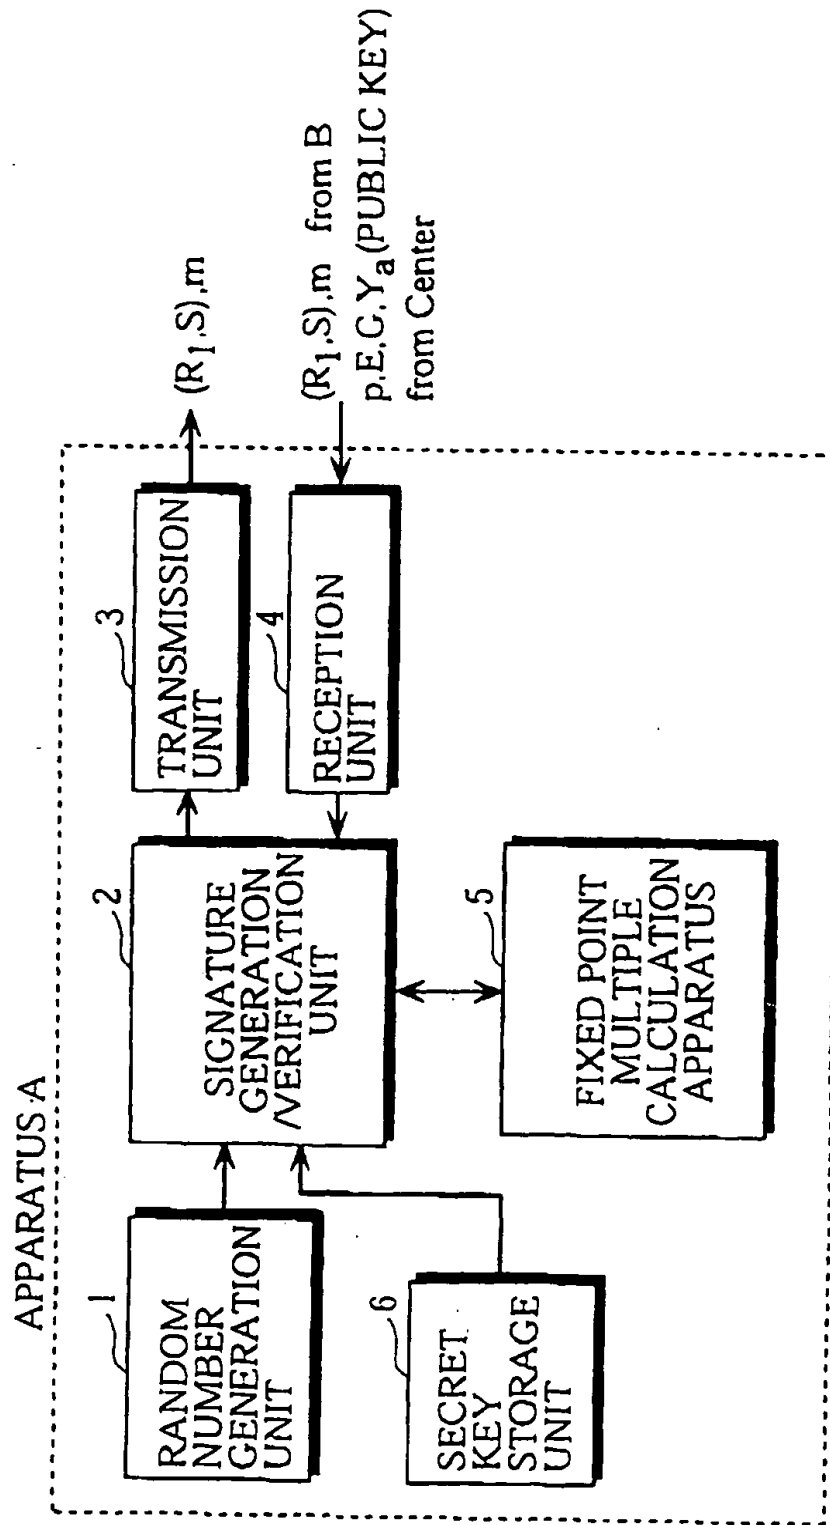 APPARATUS A
1
RANDOM
NUMBER
GENERATION
UNIT
2
SIGNATURE
GENERATION
/VERIFICATION
UNIT
3
TRANSMISSION
UNIT
(R1,S),m
4
RECEPTION
UNIT
(R1,S),m from B
p,E,G,Ya(PUBLIC KEY)
from Center
5
FIXED POINT
MULTIPLE
CALCULATION
APPARATUS
6
SECRET
KEY
STORAGE
UNIT